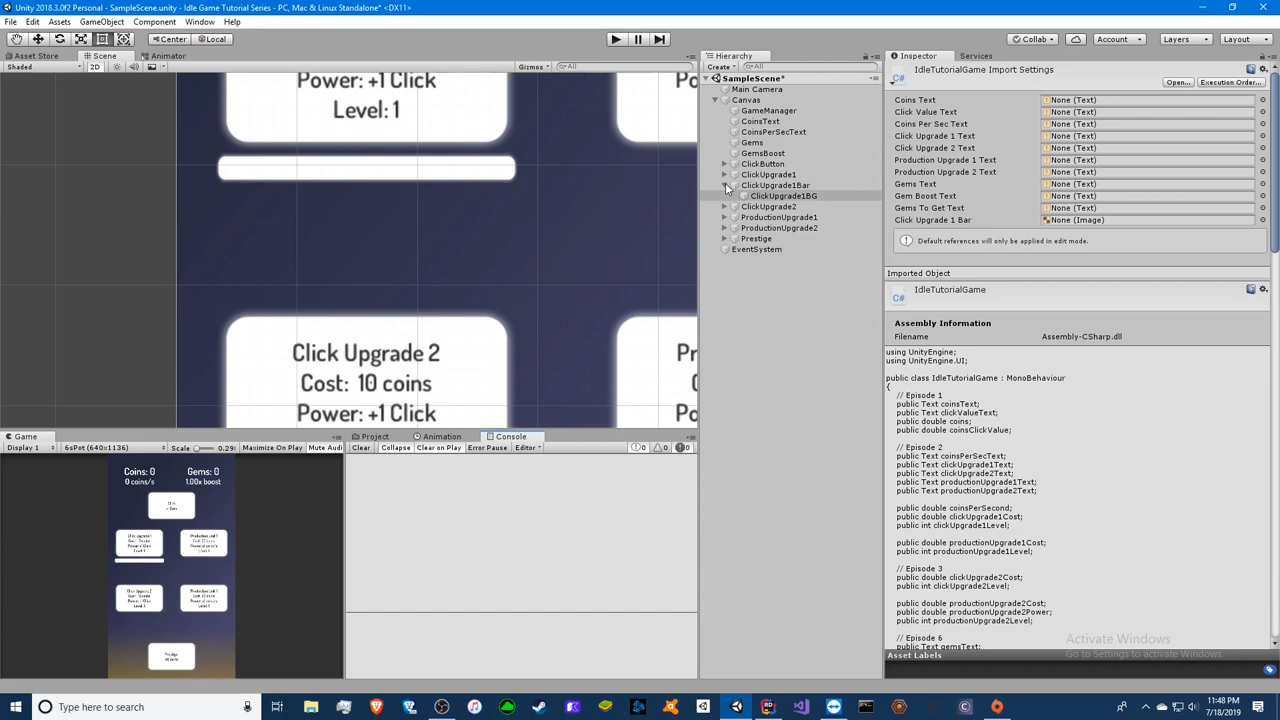 Unity 2018.3.0f2 Personal - SampleScene.unity - Idle Game Tutorial Series - PC, Mac & Linux Standalone* <DX11>
File Edit Assets GameObject Component Window Help
Center Local Collab Account Layers Layout
Asset Store Scene Animator
Shaded 2D Gizmos All
Power: +1 Click
Level: 1
Click Upgrade 2
Cost: 10 coins
Power: +1 Click
Pr
C
P
Hierarchy
Create All
SampleScene*
Main Camera
Canvas
GameManager
CoinsText
CoinsPerSecText
Gems
GemsBoost
ClickButton
ClickUpgrade1
ClickUpgrade1Bar
ClickUpgrade1BG
ClickUpgrade2
ProductionUpgrade1
ProductionUpgrade2
Prestige
EventSystem
Inspector Services
IdleTutorialGame Import Settings
Open... Execution Order...
Coins Text None (Text)
Click Value Text None (Text)
Coins Per Sec Text None (Text)
Click Upgrade 1 Text None (Text)
Click Upgrade 2 Text None (Text)
Production Upgrade 1 Text None (Text)
Production Upgrade 2 Text None (Text)
Gems Text None (Text)
Gem Boost Text None (Text)
Gems To Get Text None (Text)
Click Upgrade 1 Bar None (Image)
Default references will only be applied in edit mode.
Imported Object
IdleTutorialGame
Assembly Information
Filename Assembly-CSharp.dll
using UnityEngine;
using UnityEngine.UI;
public class IdleTutorialGame : MonoBehaviour
{
// Episode 1
public Text coinsText;
public Text clickValueText;
public double coins;
public double coinsClickValue;
// Episode 2
public Text coinsPerSecText;
public Text clickUpgrade1Text;
public Text clickUpgrade2Text;
public Text productionUpgrade1Text;
public Text productionUpgrade2Text;
public double coinsPerSecond;
public double clickUpgrade1Cost;
public int clickUpgrade1Level;
public double productionUpgrade1Cost;
public int productionUpgrade1Level;
// Episode 3
public double clickUpgrade2Cost;
public int clickUpgrade2Level;
public double productionUpgrade2Cost;
public double productionUpgrade2Power;
public int productionUpgrade2Level;
// Episode 6
public Text gemsText;
Asset Labels
Activate Windows
Go to Settings to activate Windows.
Game
Display 1 6sPot (640x1136) Scale 0.29 Maximize On Play Mute Audi
Coins: 0 Gems: 0
0 coins/s 1.00x boost
Project Animation Console
Clear Collapse Clear on Play Error Pause Editor 0 0 0
Type here to search
11:48 PM
7/18/2019